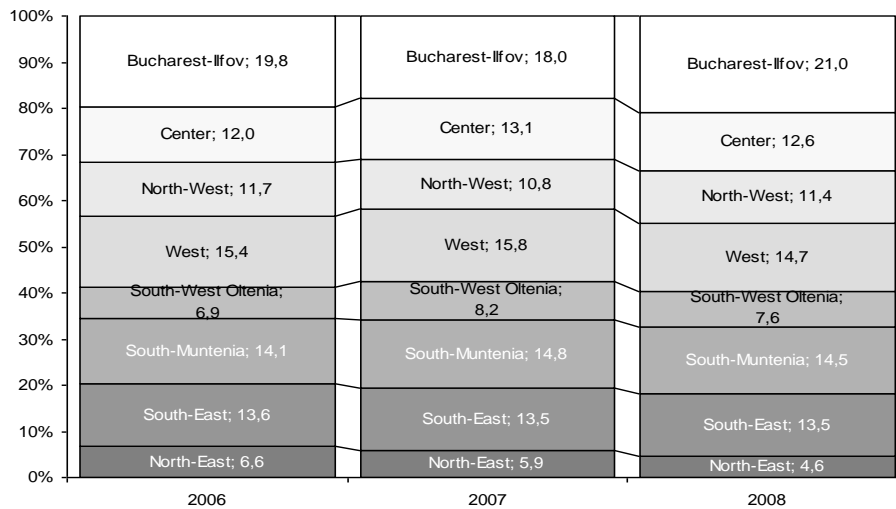 100%
90%
80%
70%
60%
50%
40%
30%
20%
10%
0%
Bucharest-Ilfov; 19,8
Center; 12,0
North-West; 11,7
West; 15,4
South-West Oltenia;
6,9
South-Muntenia; 14,1
South-East; 13,6
North-East; 6,6
Bucharest-Ilfov; 18,0
Center; 13,1
North-West; 10,8
West; 15,8
South-West Oltenia;
8,2
South-Muntenia; 14,8
South-East; 13,5
North-East; 5,9
Bucharest-Ilfov; 21,0
Center; 12,6
North-West; 11,4
West; 14,7
South-West Oltenia;
7,6
South-Muntenia; 14,5
South-East; 13,5
North-East; 4,6
2006
2007
2008